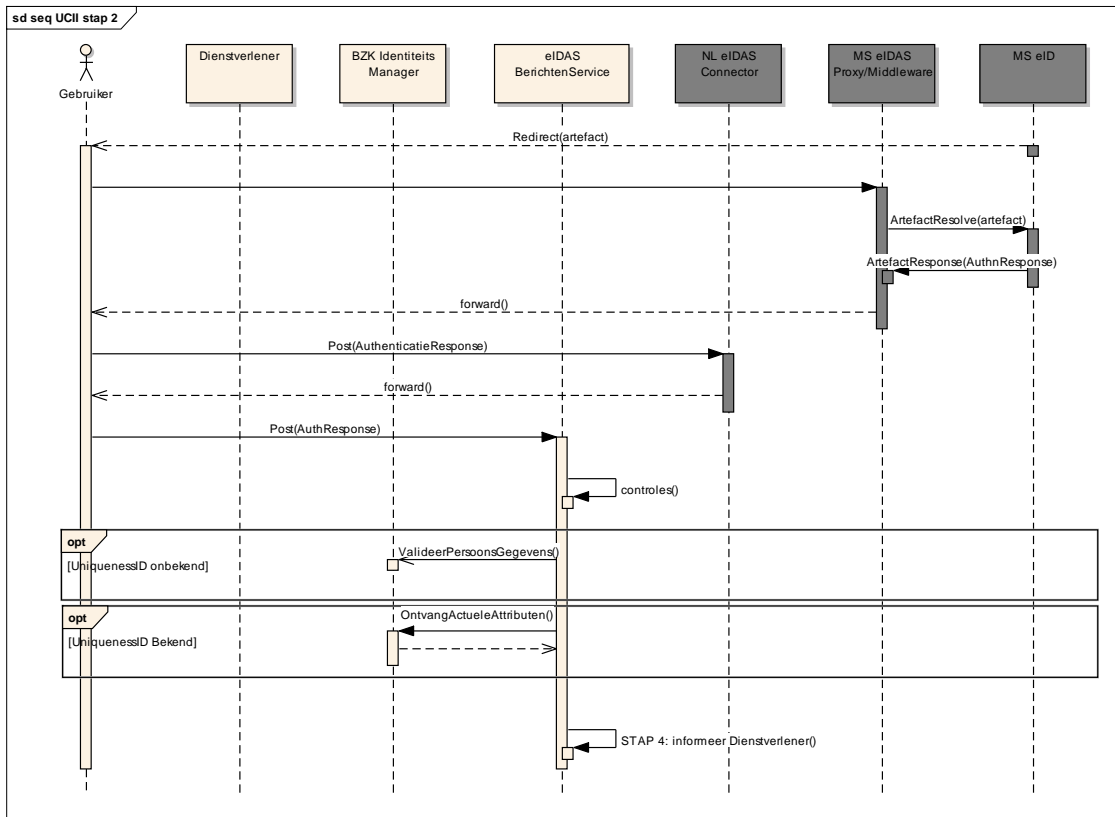 sd seq UCII stap 2
Gebruiker
Dienstverlener
BZK Identiteits
Manager
eIDAS
BerichtenService
NL eIDAS
Connector
MS eIDAS
Proxy/Middleware
MS eID
Redirect(artefact)
ArtefactResolve(artefact)
ArtefactResponse(AuthnResponse)
forward()
Post(AuthenticatieResponse)
forward()
Post(AuthResponse)
controles()
opt
[UniquenessID onbekend]
ValideerPersoonsGegevens()
opt
[UniquenessID Bekend]
OntvangActueleAttributen()
STAP 4: informeer Dienstverlener()